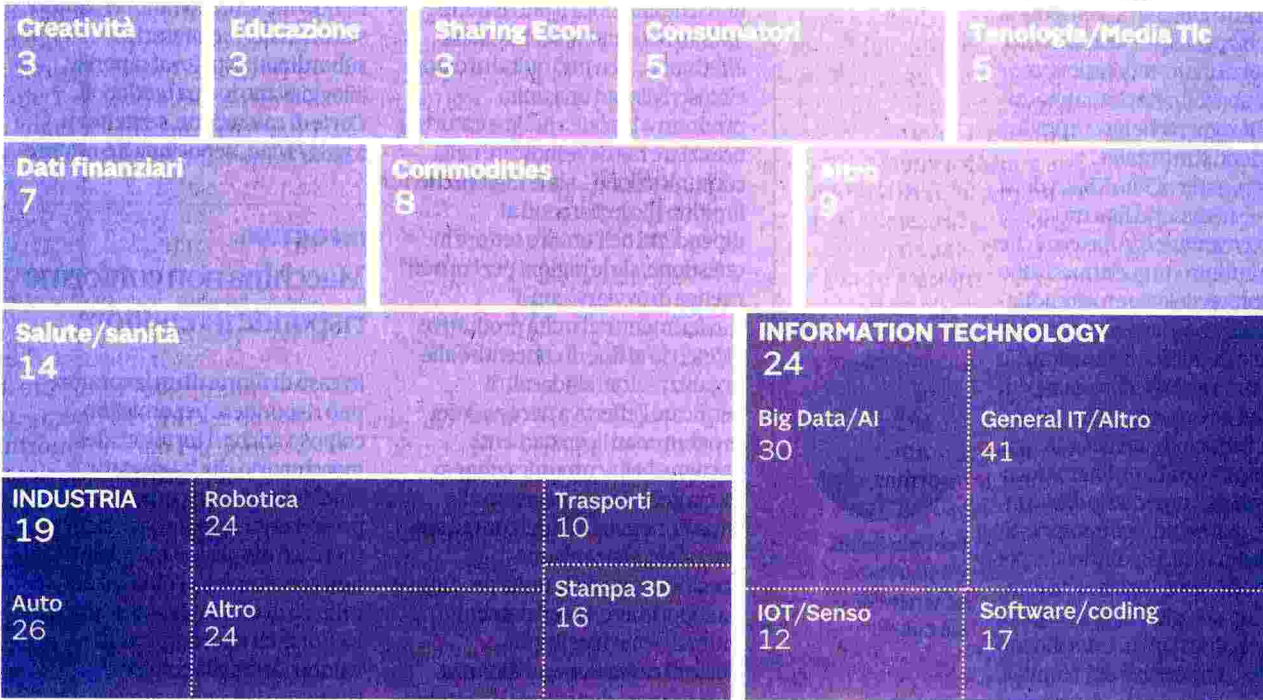 Creatività
3
Educazione
3
Sharing Econ.
3
Consumatori
5
Tenologia/Media Tlc
5
Dati finanziari
7
Commodities
8
Altro
9
Salute/sanità
14
INFORMATION TECHNOLOGY
24
Big Data/AI
30
General IT/Altro
41
IOT/Senso
12
Software/coding
17
INDUSTRIA
19
Auto
26
Robotica
24
Altro
24
Trasporti
10
Stampa 3D
16